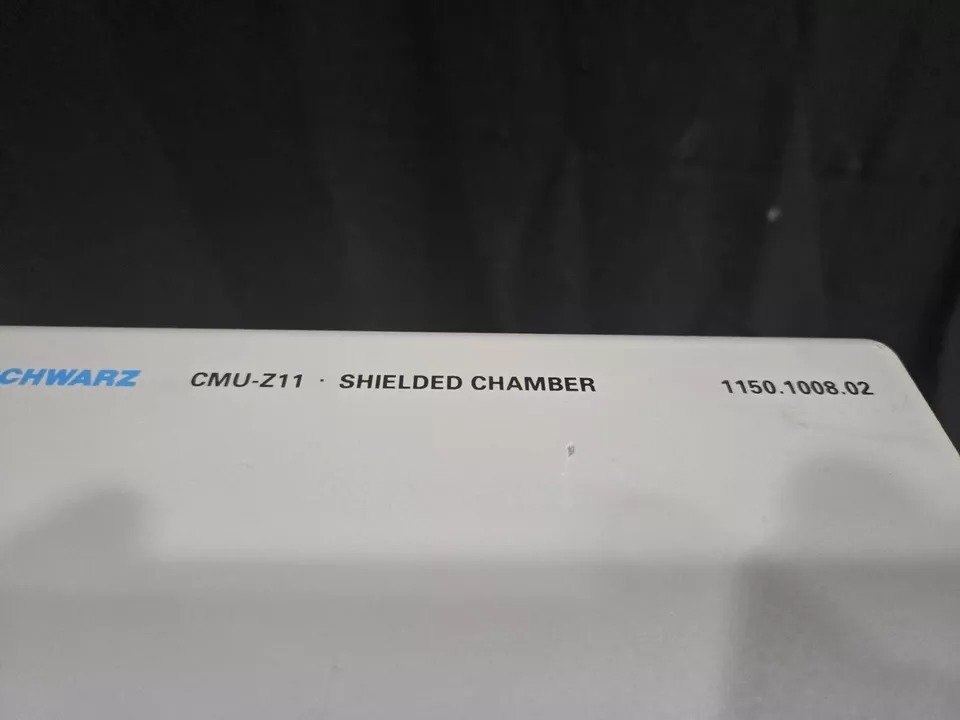 CHWARZ CMU-Z11 · SHIELDED CHAMBER 1150.1008.02